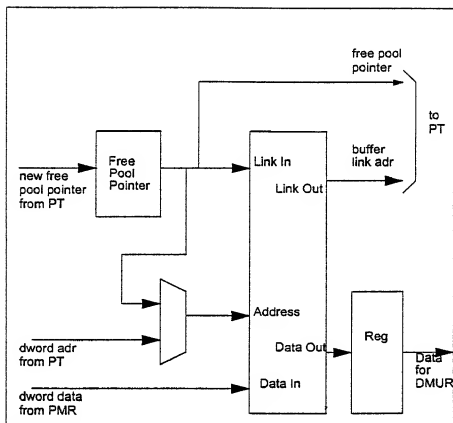 free pool
pointer
to
PT
buffer
link adr
Free
Pool
Pointer
new free
pool pointer
from PT
Link In
Link Out
Address
Data Out
Data In
Reg
dword adr
from PT
dword data
from PMR
Data
for
DMUR